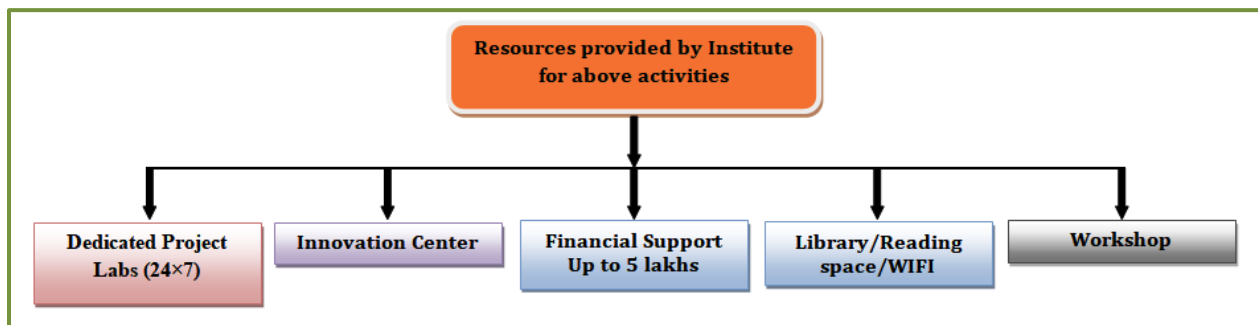 Resources provided by Institute
for above activities
Dedicated Project
Labs (24×7)
Innovation Center
Financial Support
Up to 5 lakhs
Library/Reading
space/WIFI
Workshop